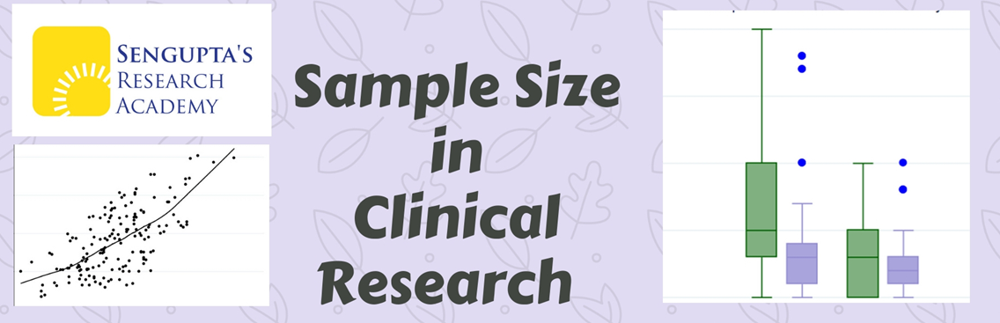 SENGUPTA'S
RESEARCH
ACADEMY
Sample Size
in
Clinical
Research